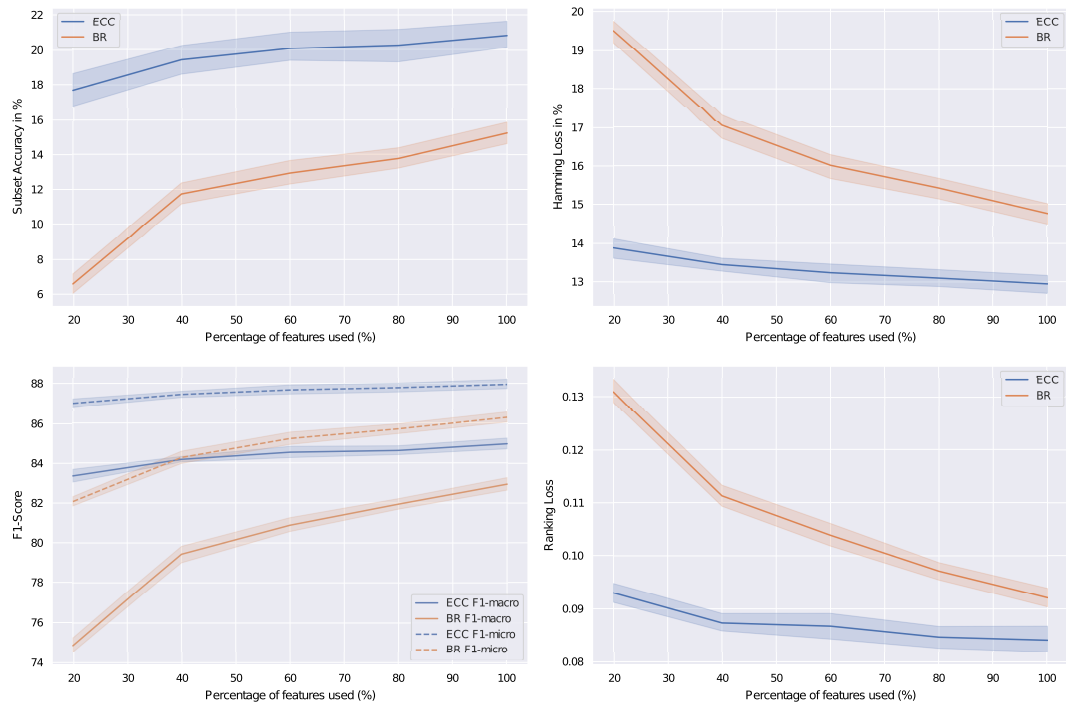 ECC
BR
22
20
18
16
14
12
10
8
6
Subset Accuracy in %
20 30 40 50 60 70 80 90 100
Percentage of features used (%)
ECC
BR
20
19
18
17
16
15
14
13
Hamming Loss in %
20 30 40 50 60 70 80 90 100
Percentage of features used (%)
88
86
84
82
80
78
76
74
F1-Score
ECC F1-macro
BR F1-macro
ECC F1-micro
BR F1-micro
20 30 40 50 60 70 80 90 100
Percentage of features used (%)
ECC
BR
0.13
0.12
0.11
0.10
0.09
0.08
Ranking Loss
20 30 40 50 60 70 80 90 100
Percentage of features used (%)